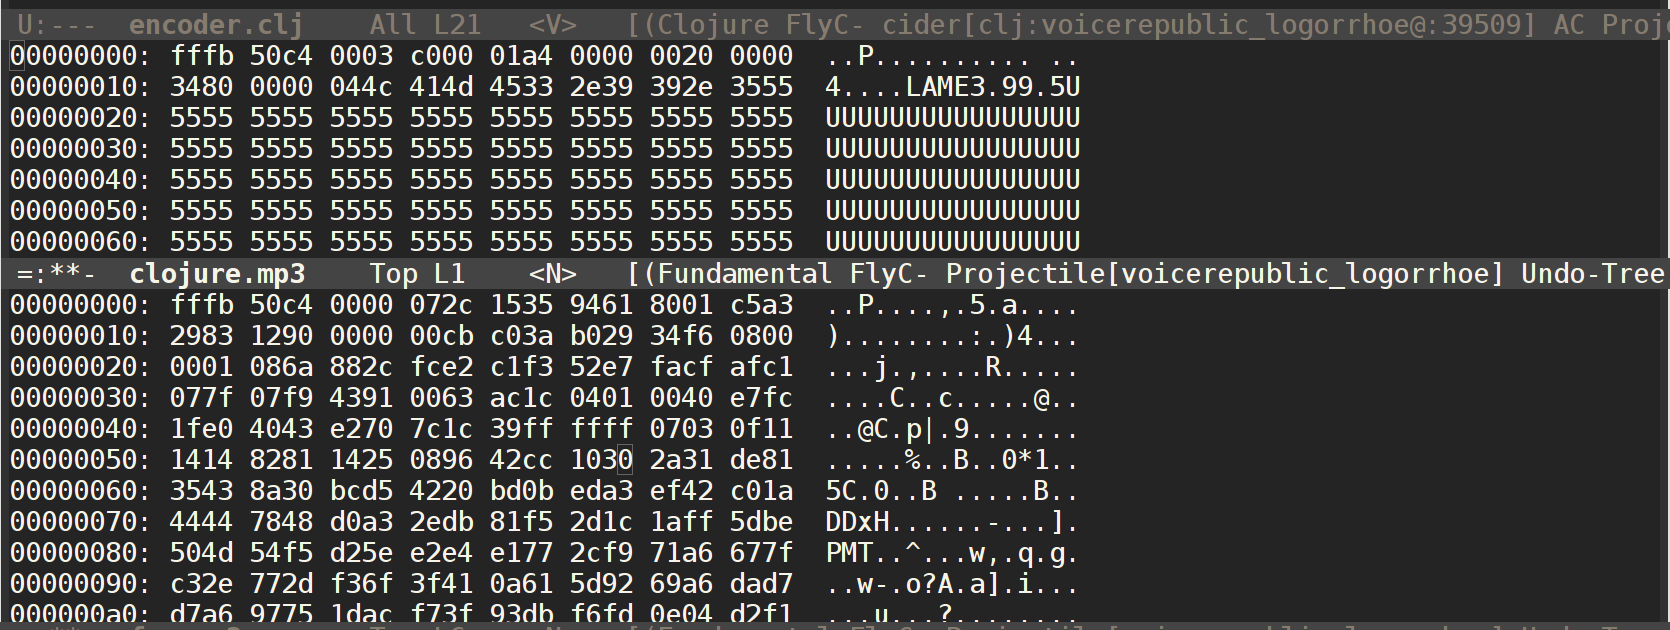 U:---  encoder.clj    All L21   <V>   [(Clojure FlyC- cider[clj:voicerepublic_logorrhoe@:39509] AC Proj
00000000: fffb 50c4 0003 c000 01a4 0000 0020 0000  ..P.......... ..
00000010: 3480 0000 044c 414d 4533 2e39 392e 3555  4....LAME3.99.5U
00000020: 5555 5555 5555 5555 5555 5555 5555 5555  UUUUUUUUUUUUUUUU
00000030: 5555 5555 5555 5555 5555 5555 5555 5555  UUUUUUUUUUUUUUUU
00000040: 5555 5555 5555 5555 5555 5555 5555 5555  UUUUUUUUUUUUUUUU
00000050: 5555 5555 5555 5555 5555 5555 5555 5555  UUUUUUUUUUUUUUUU
00000060: 5555 5555 5555 5555 5555 5555 5555 5555  UUUUUUUUUUUUUUUU
=:**-  clojure.mp3    Top L1    <N>   [(Fundamental FlyC- Projectile[voicerepublic_logorrhoe] Undo-Tree
00000000: fffb 50c4 0000 072c 1535 9461 8001 c5a3  ..P....,.5.a....
00000010: 2983 1290 0000 00cb c03a b029 34f6 0800  )........:.)4...
00000020: 0001 086a 882c fce2 c1f3 52e7 facf afc1  ...j.,....R.....
00000030: 077f 07f9 4391 0063 ac1c 0401 0040 e7fc  ....C..c.....@..
00000040: 1fe0 4043 e270 7c1c 39ff ffff 0703 0f11  ..@C.p|.9.......
00000050: 1414 8281 1425 0896 42cc 1030 2a31 de81  .....%..B..0*1..
00000060: 3543 8a30 bcd5 4220 bd0b eda3 ef42 c01a  5C.0..B .....B..
00000070: 4444 7848 d0a3 2edb 81f5 2d1c 1aff 5dbe  DDxH......-...].
00000080: 504d 54f5 d25e e2e4 e177 2cf9 71a6 677f  PMT..^...w,.q.g.
00000090: c32e 772d f36f 3f41 0a61 5d92 69a6 dad7  ..w-.o?A.a].i...
000000a0: d7a6 9775 1dac f73f 93db f6fd 0e04 d2f1  ...u...?........